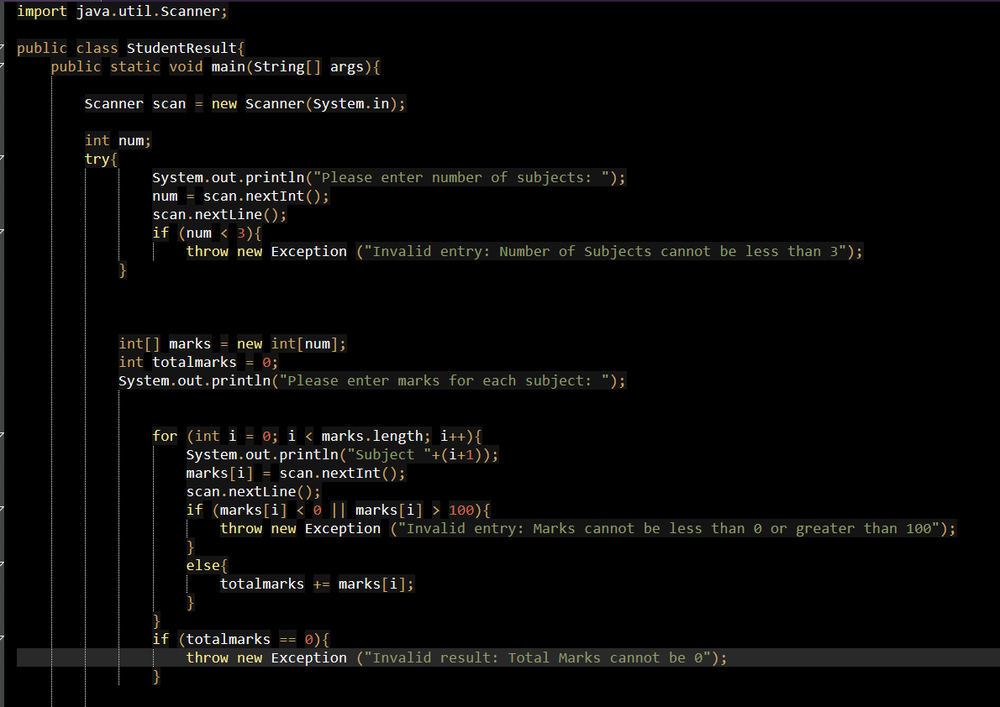 import java.util.Scanner;
public class StudentResult{
public static void main(String[] args){
Scanner scan = new Scanner(System.in);
int num;
try{
System.out.println("Please enter number of subjects: ");
num = scan.nextInt();
scan.nextLine();
if (num < 3){
throw new Exception ("Invalid entry: Number of Subjects cannot be less than 3");
}
int[] marks = new int[num];
int totalmarks = 0;
System.out.println("Please enter marks for each subject: ");
for (int i = 0; i < marks.length; i++){
System.out.println("Subject "+(i+1));
marks[i] = scan.nextInt();
scan.nextLine();
if (marks[i] < 0 || marks[i] > 100){
throw new Exception ("Invalid entry: Marks cannot be less than 0 or greater than 100");
}
else{
totalmarks += marks[i];
}
}
if (totalmarks == 0){
throw new Exception ("Invalid result: Total Marks cannot be 0");
}